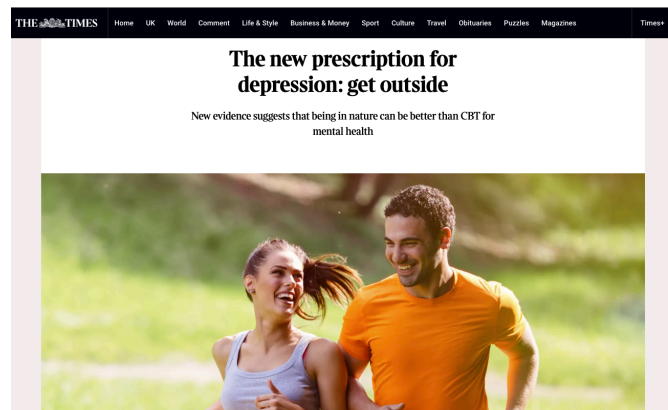 THE TIMES Home UK World Comment Life & Style Business & Money Sport Culture Travel Obituaries Puzzles Magazines Times+
The new prescription for
depression: get outside
New evidence suggests that being in nature can be better than CBT for
mental health